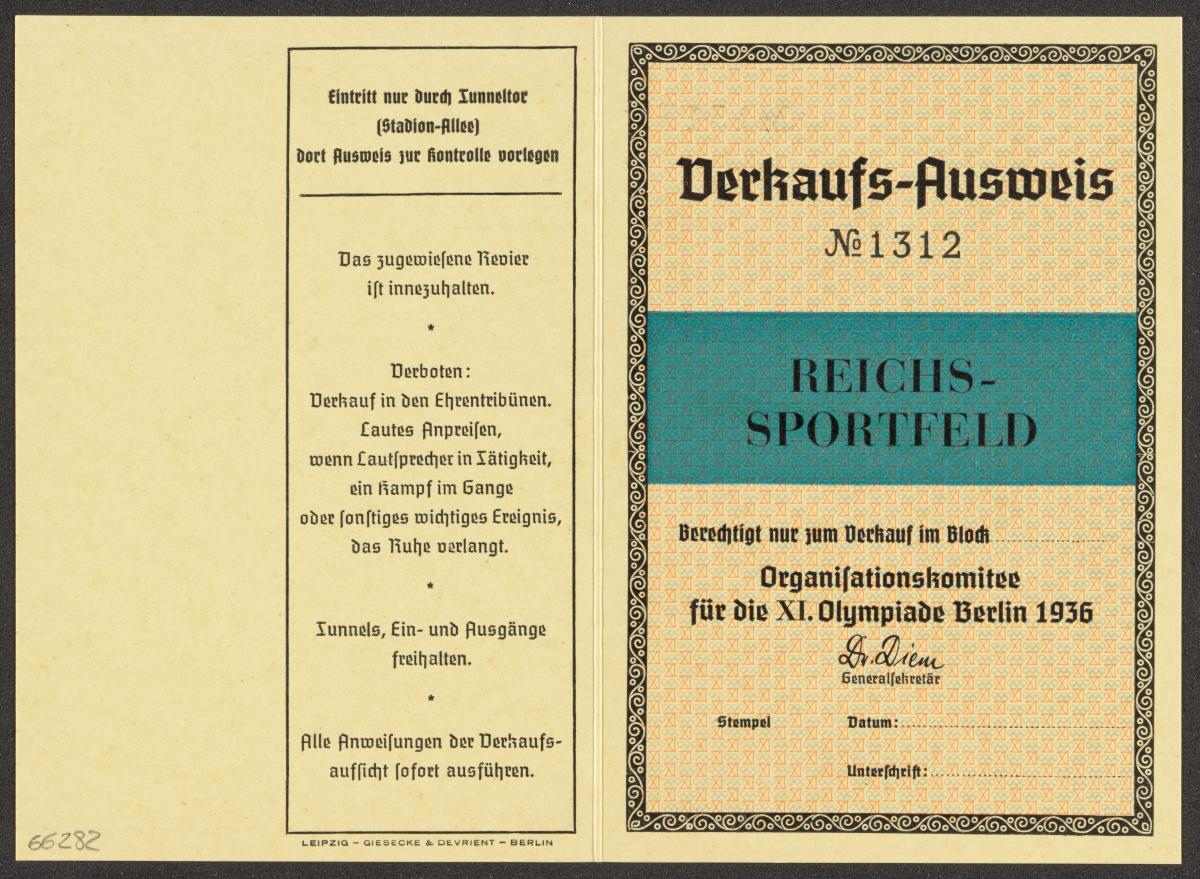 Eintritt nur durch Tunneltor
(Stadion-Allee)
dort Ausweis zur Kontrolle vorlegen
Das zugewieſene Revier
iſt innezuhalten.
*
Verboten:
Verkauf in den Ehrentribünen.
Lautes Anpreiſen,
wenn Lautſprecher in Tätigkeit,
ein Kampf im Gange
oder ſonſtiges wichtiges Ereignis,
das Ruhe verlangt.
*
Tunnels, Ein- und Ausgänge
freihalten.
*
Alle Anweiſungen der Verkaufs-
aufſicht ſofort ausführen.
LEIPZIG – GIESECKE & DEVRIENT – BERLIN
66282
Verkaufs-Ausweis
№ 1312
REICHS-
SPORTFELD
Berechtigt nur zum Verkauf im Block
Organiſationskomitee
für die XI. Olympiade Berlin 1936
Dr. Diem
Generalſekretär
Stempel Datum:
Unterſchrift: